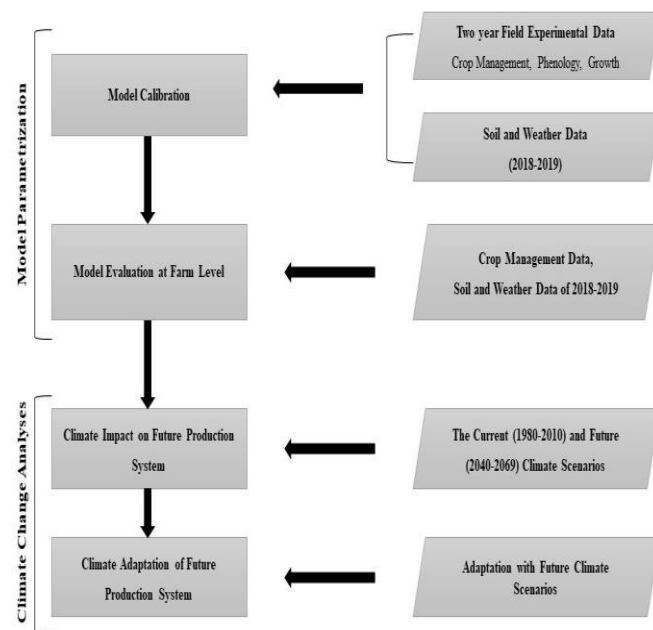 Model Parametrization
Two year Field Experimental Data
Crop Management, Phenology, Growth
Model Calibration
Soil and Weather Data
(2018-2019)
Model Evaluation at Farm Level
Crop Management Data,
Soil and Weather Data of 2018-2019
Climate Change Analyses
Climate Impact on Future Production
System
The Current (1980-2010) and Future
(2040-2069) Climate Scenarios
Climate Adaptation of Future
Production System
Adaptation with Future Climate
Scenarios